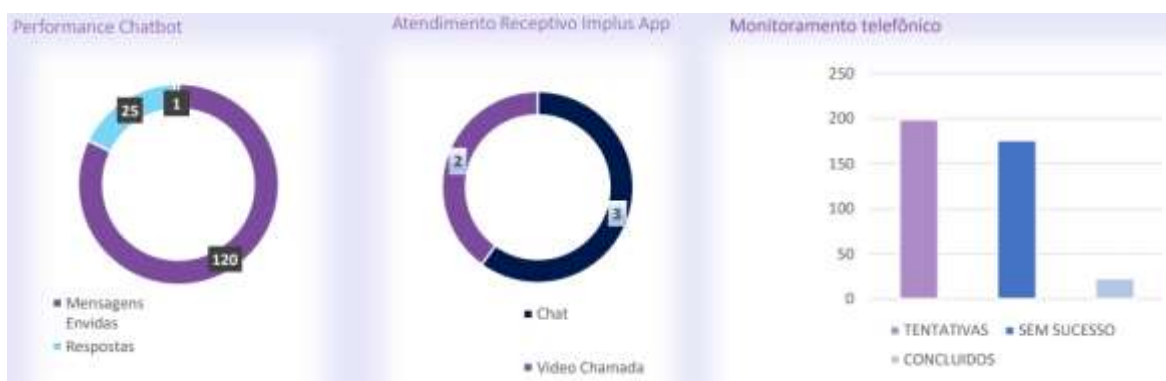 Performance Chatbot
25
1
120
Mensagens
Envidas
Respostas
Atendimento Receptivo Implus App
2
3
Chat
Video Chamada
Monitoramento telefônico
250
200
150
100
50
0
TENTATIVAS SEM SUCESSO
CONCLUIDOS